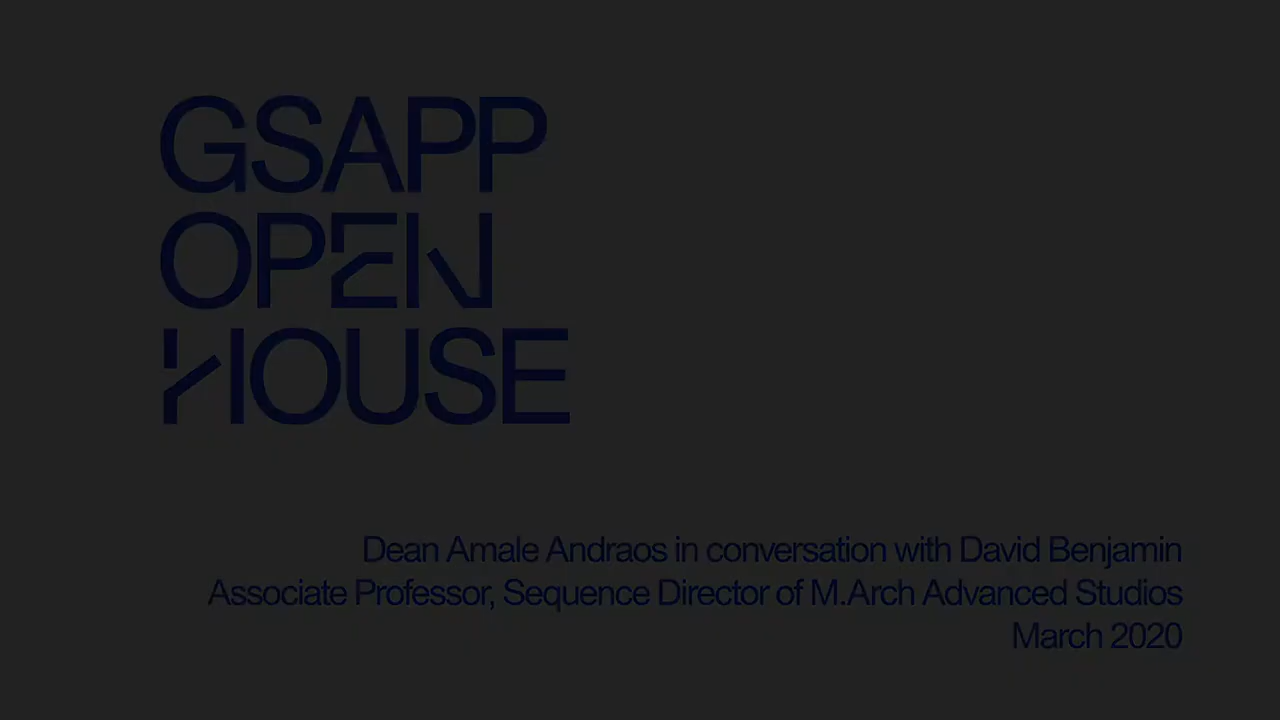 GSAPP
OPEN
HOUSE
Dean Amale Andraos in conversation with David Benjamin
Associate Professor, Sequence Director of M.Arch Advanced Studios
March 2020